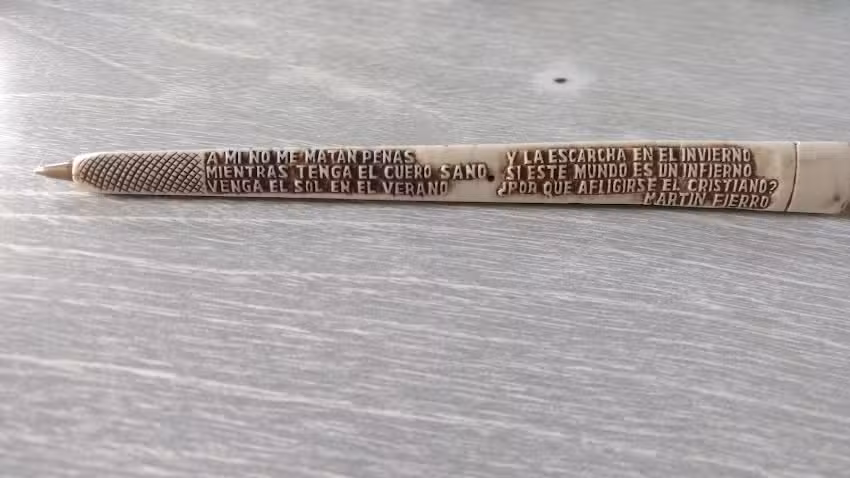 A MI NO ME MATAN PENAS
MIENTRAS TENGA EL CUERO SANO
VENGA EL SOL EN EL VERANO
Y LA ESCARCHA EN EL INVIERNO
SI ESTE MUNDO ES UN INFIERNO
¿POR QUE AFLIGIRSE EL CRISTIANO?
MARTIN FIERRO